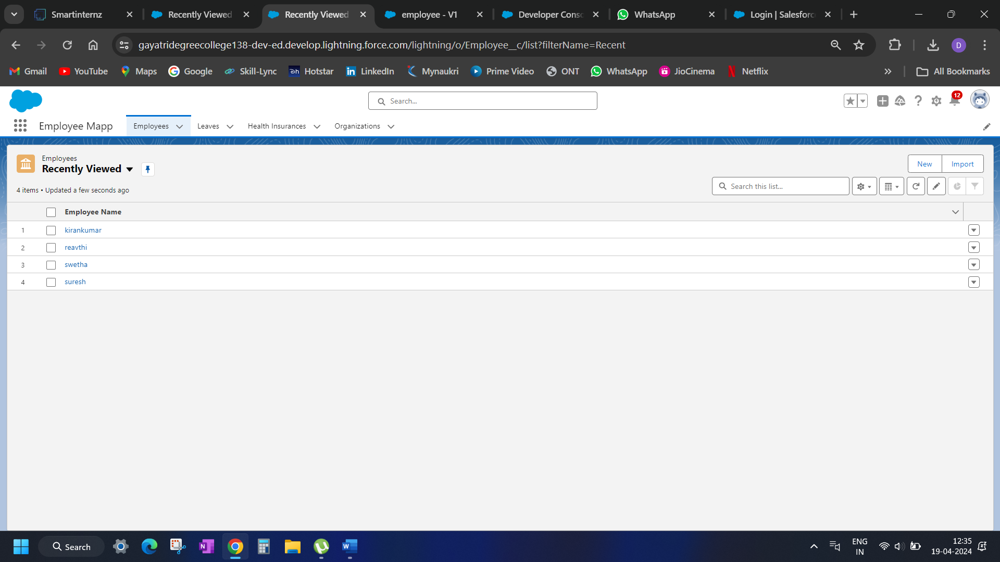 Smartinternz
Recently Viewed
Recently Viewed
employee - V1
Developer Conso
WhatsApp
Login | Salesforce
gayatridegreecollege138-dev-ed.develop.lightning.force.com/lightning/o/Employee__c/list?filterName=Recent
D
Gmail
YouTube
Maps
Google
Skill-Lync
Hotstar
LinkedIn
Mynaukri
Prime Video
ONT
WhatsApp
JioCinema
Netflix
All Bookmarks
Search...
12
Employee Mapp
Employees
Leaves
Health Insurances
Organizations
Employees
Recently Viewed
New
Import
4 items • Updated a few seconds ago
Search this list...
Employee Name
1 kirankumar
2 reavthi
3 swetha
4 suresh
Search
ENG
IN
12:35
19-04-2024